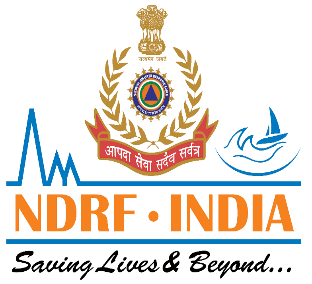 सत्यमेव जयते
आपदा सेवा सदैव सर्वत्र
NDRF · INDIA
Saving Lives & Beyond...